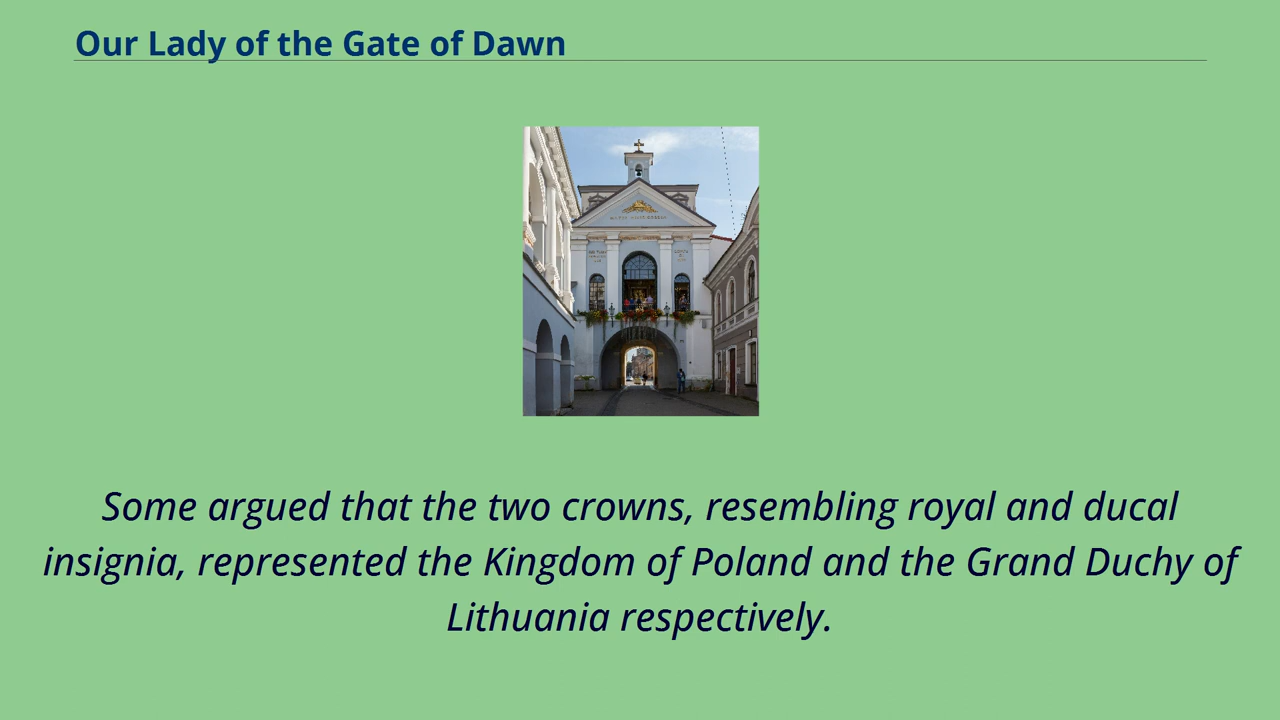 Our Lady of the Gate of Dawn
Some argued that the two crowns, resembling royal and ducal
insignia, represented the Kingdom of Poland and the Grand Duchy of
Lithuania respectively.